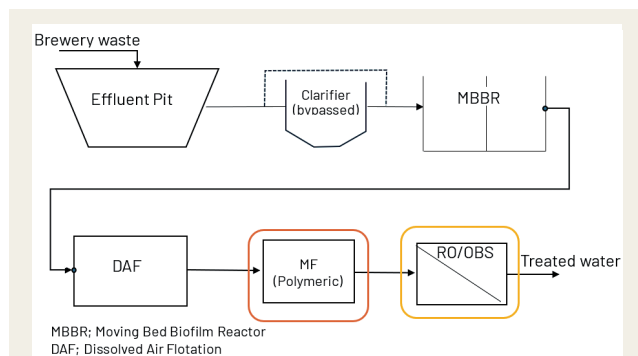 Brewery waste
Effluent Pit
Clarifier
(bypassed)
MBBR
DAF
MF
(Polymeric)
RO/OBS
Treated water
MBBR; Moving Bed Biofilm Reactor
DAF; Dissolved Air Flotation